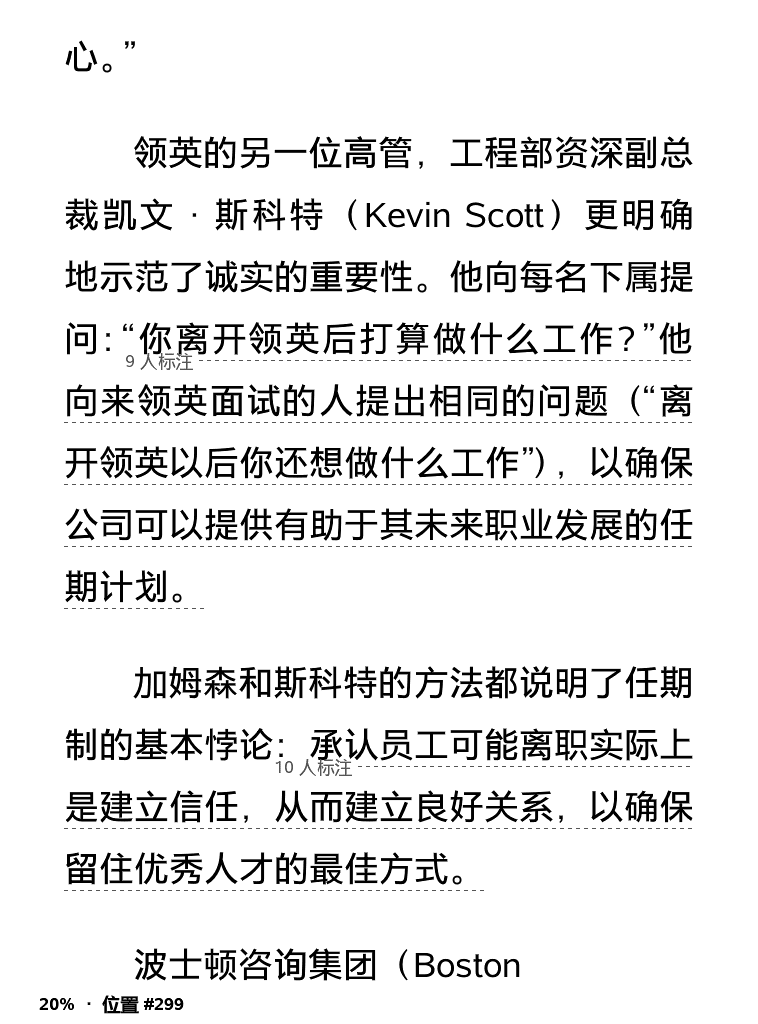 心。”
领英的另一位高管，工程部资深副总
裁凯文·斯科特（Kevin Scott）更明确
地示范了诚实的重要性。他向每名下属提
问：“你离开领英后打算做什么工作？”他
9 人标注
向来领英面试的人提出相同的问题（“离
开领英以后你还想做什么工作”），以确保
公司可以提供有助于其未来职业发展的任
期计划。
加姆森和斯科特的方法都说明了任期
制的基本悖论：承认员工可能离职实际上
10 人标注
是建立信任，从而建立良好关系，以确保
留住优秀人才的最佳方式。
波士顿咨询集团（Boston
20% · 位置 #299